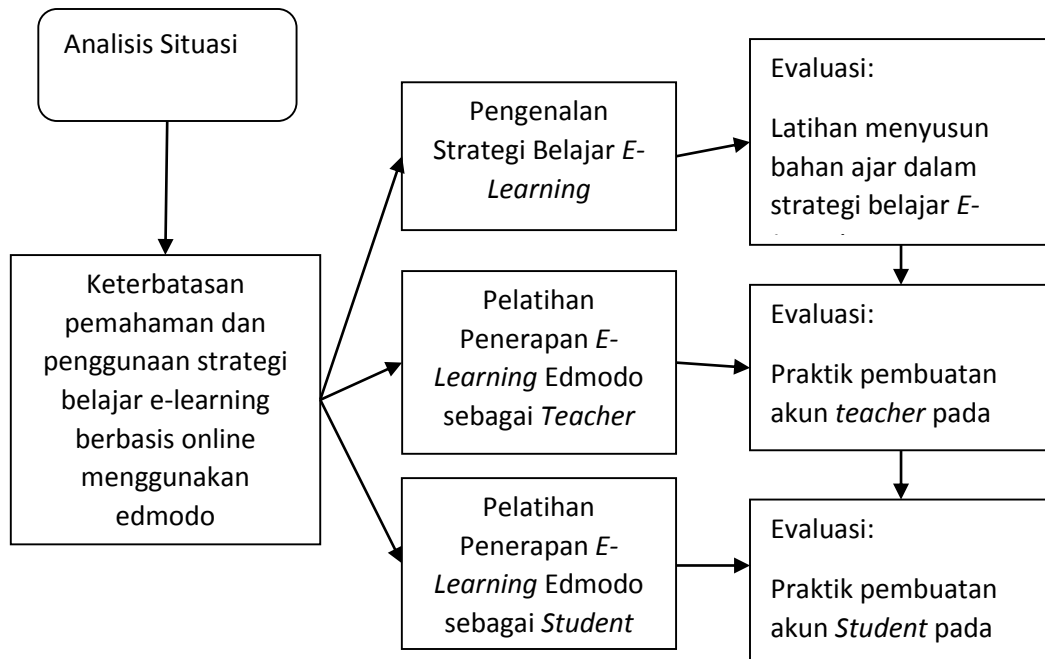 Analisis Situasi
Keterbatasan
pemahaman dan
penggunaan strategi
belajar e-learning
berbasis online
menggunakan
edmodo
Pengenalan
Strategi Belajar E-
Learning
Pelatihan
Penerapan E-
Learning Edmodo
sebagai Teacher
Pelatihan
Penerapan E-
Learning Edmodo
sebagai Student
Evaluasi:
Latihan menyusun
bahan ajar dalam
strategi belajar E-
Evaluasi:
Praktik pembuatan
akun teacher pada
Evaluasi:
Praktik pembuatan
akun Student pada